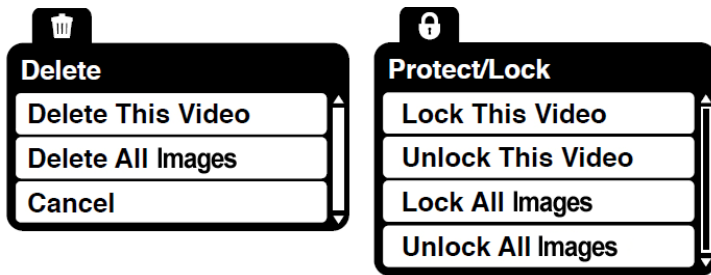 Delete
Delete This Video
Delete All Images
Cancel
Protect/Lock
Lock This Video
Unlock This Video
Lock All Images
Unlock All Images